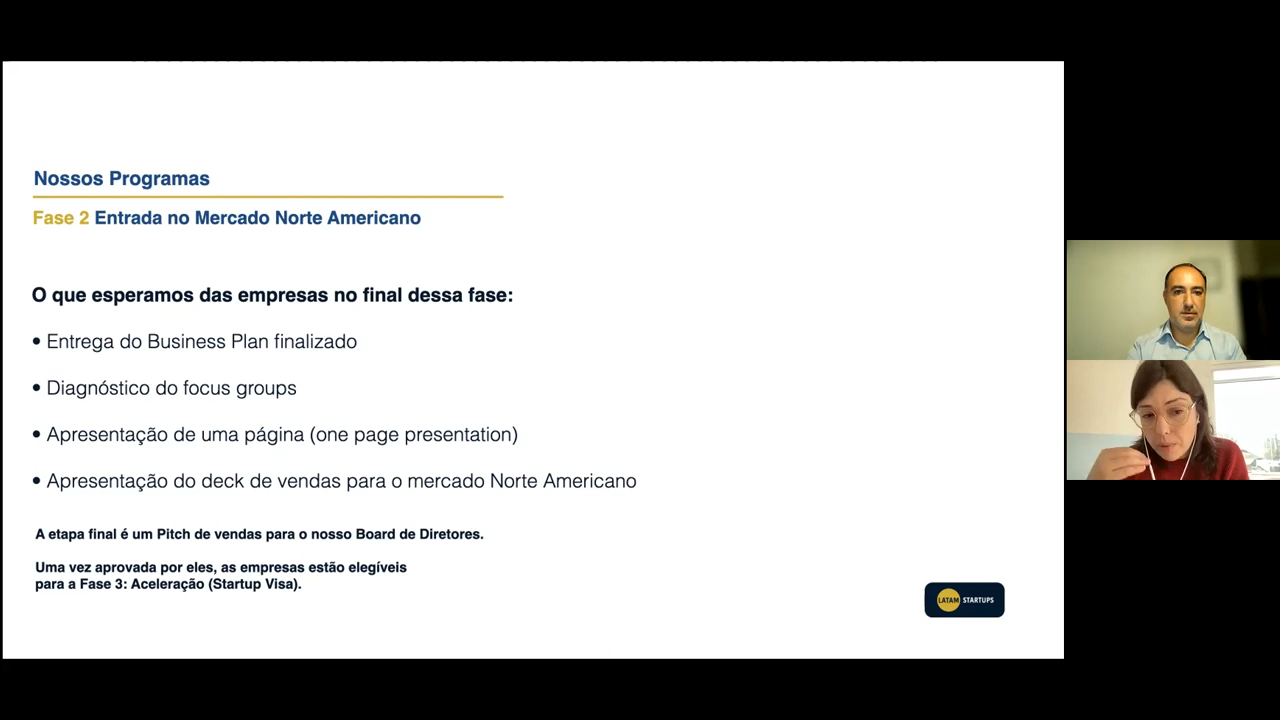 Nossos Programas
Fase 2 Entrada no Mercado Norte Americano
O que esperamos das empresas no final dessa fase:
• Entrega do Business Plan finalizado
• Diagnóstico do focus groups
• Apresentação de uma página (one page presentation)
• Apresentação do deck de vendas para o mercado Norte Americano
A etapa final é um Pitch de vendas para o nosso Board de Diretores.
Uma vez aprovada por eles, as empresas estão elegíveis
para a Fase 3: Aceleração (Startup Visa).
LATAM STARTUPS